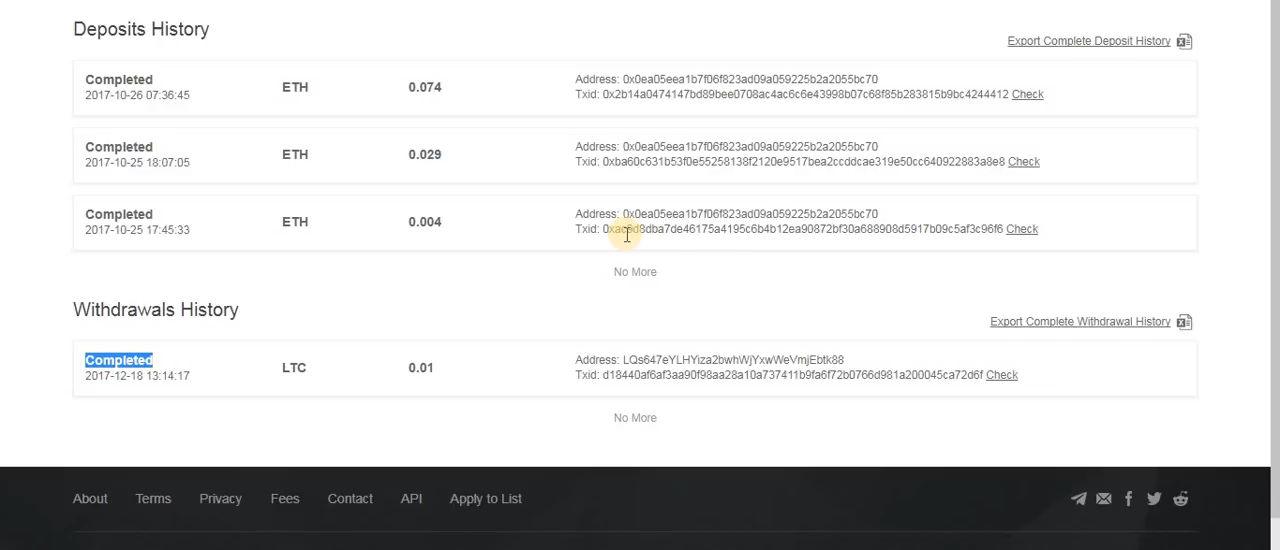 Deposits History
Export Complete Deposit History
Completed
2017-10-26 07:36:45
ETH
0.074
Address: 0x0ea05eea1b7f06f823ad09a059225b2a2055bc70
Txid: 0x2b14a0474147bd89bee0708ac4ac6c6e43998b07c68f85b283815b9bc4244412 Check
Completed
2017-10-25 18:07:05
ETH
0.029
Address: 0x0ea05eea1b7f06f823ad09a059225b2a2055bc70
Txid: 0xba60c631b53f0e55258138f2120e9517bea2ccddcae319e50cc640922883a8e8 Check
Completed
2017-10-25 17:45:33
ETH
0.004
Address: 0x0ea05eea1b7f06f823ad09a059225b2a2055bc70
Txid: Check
No More
Withdrawals History
Export Complete Withdrawal History
Completed
2017-12-18 13:14:17
LTC
0.01
Address: LQs647eYLHYiza2bwhWjYxwWeVmjEbtk88
Txid: d18440af6af3aa90f98aa28a10a737411b9fa6f72b0766d981a200045ca72d6f Check
No More
About Terms Privacy Fees Contact API Apply to List